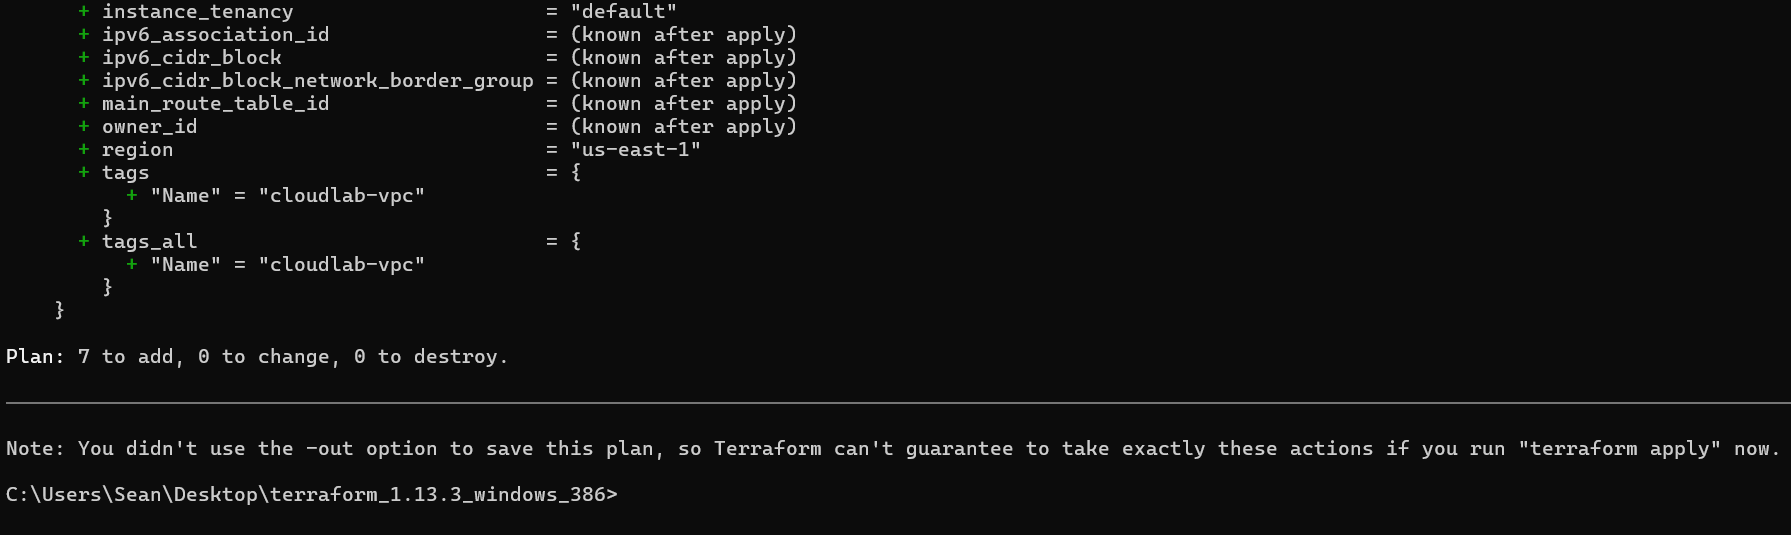 + instance_tenancy = "default"
+ ipv6_association_id = (known after apply)
+ ipv6_cidr_block = (known after apply)
+ ipv6_cidr_block_network_border_group = (known after apply)
+ main_route_table_id = (known after apply)
+ owner_id = (known after apply)
+ region = "us-east-1"
+ tags = {
+ "Name" = "cloudlab-vpc"
}
+ tags_all = {
+ "Name" = "cloudlab-vpc"
}
}
Plan: 7 to add, 0 to change, 0 to destroy.
Note: You didn't use the -out option to save this plan, so Terraform can't guarantee to take exactly these actions if you run "terraform apply" now.
C:\Users\Sean\Desktop\terraform_1.13.3_windows_386>